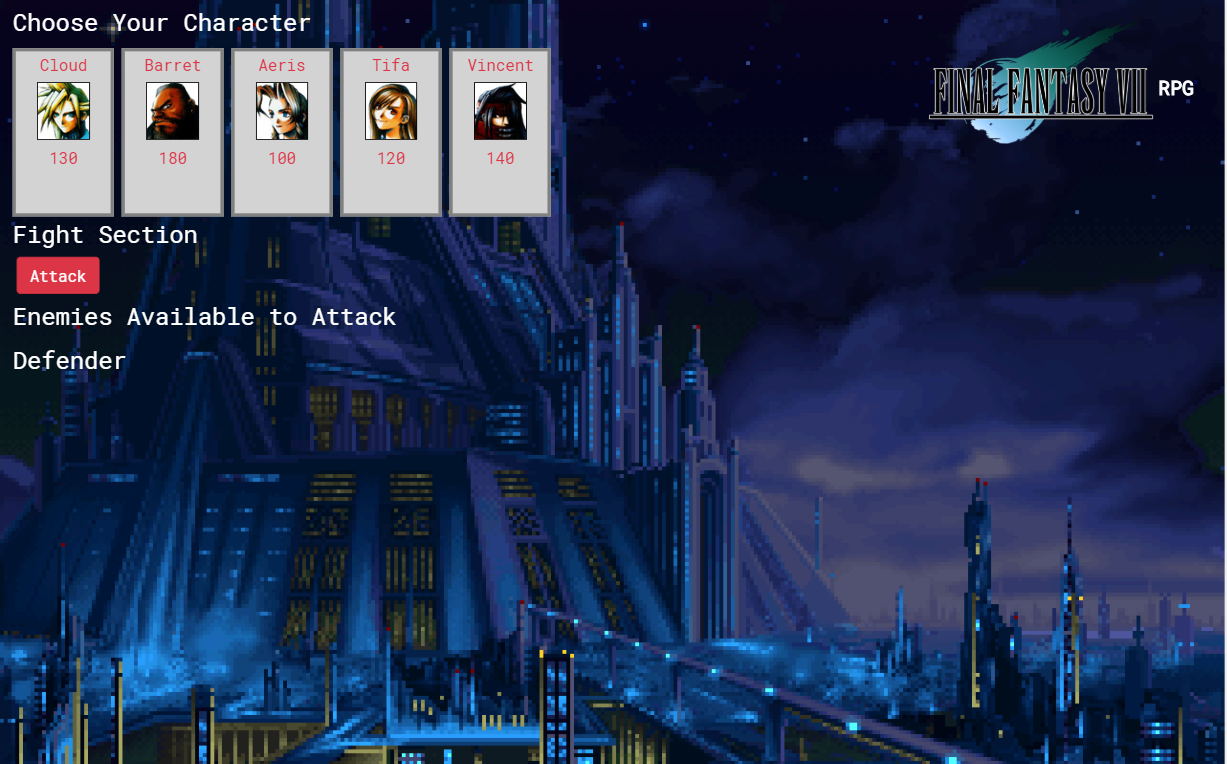 Choose Your Character
Cloud Barret Aeris Tifa Vincent
130 180 100 120 140
FINAL FANTASY VII RPG
Fight Section
Attack
Enemies Available to Attack
Defender